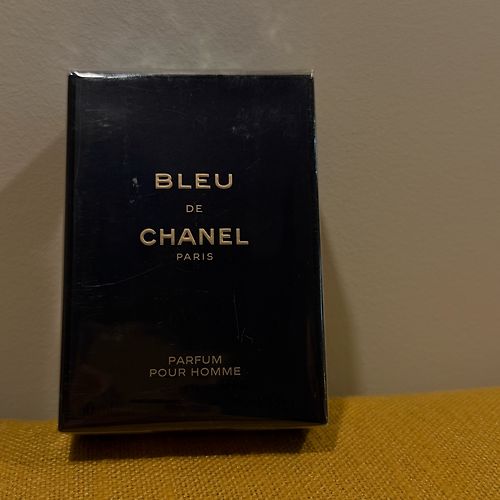 BLEU
DE
CHANEL
PARIS
PARFUM
POUR HOMME